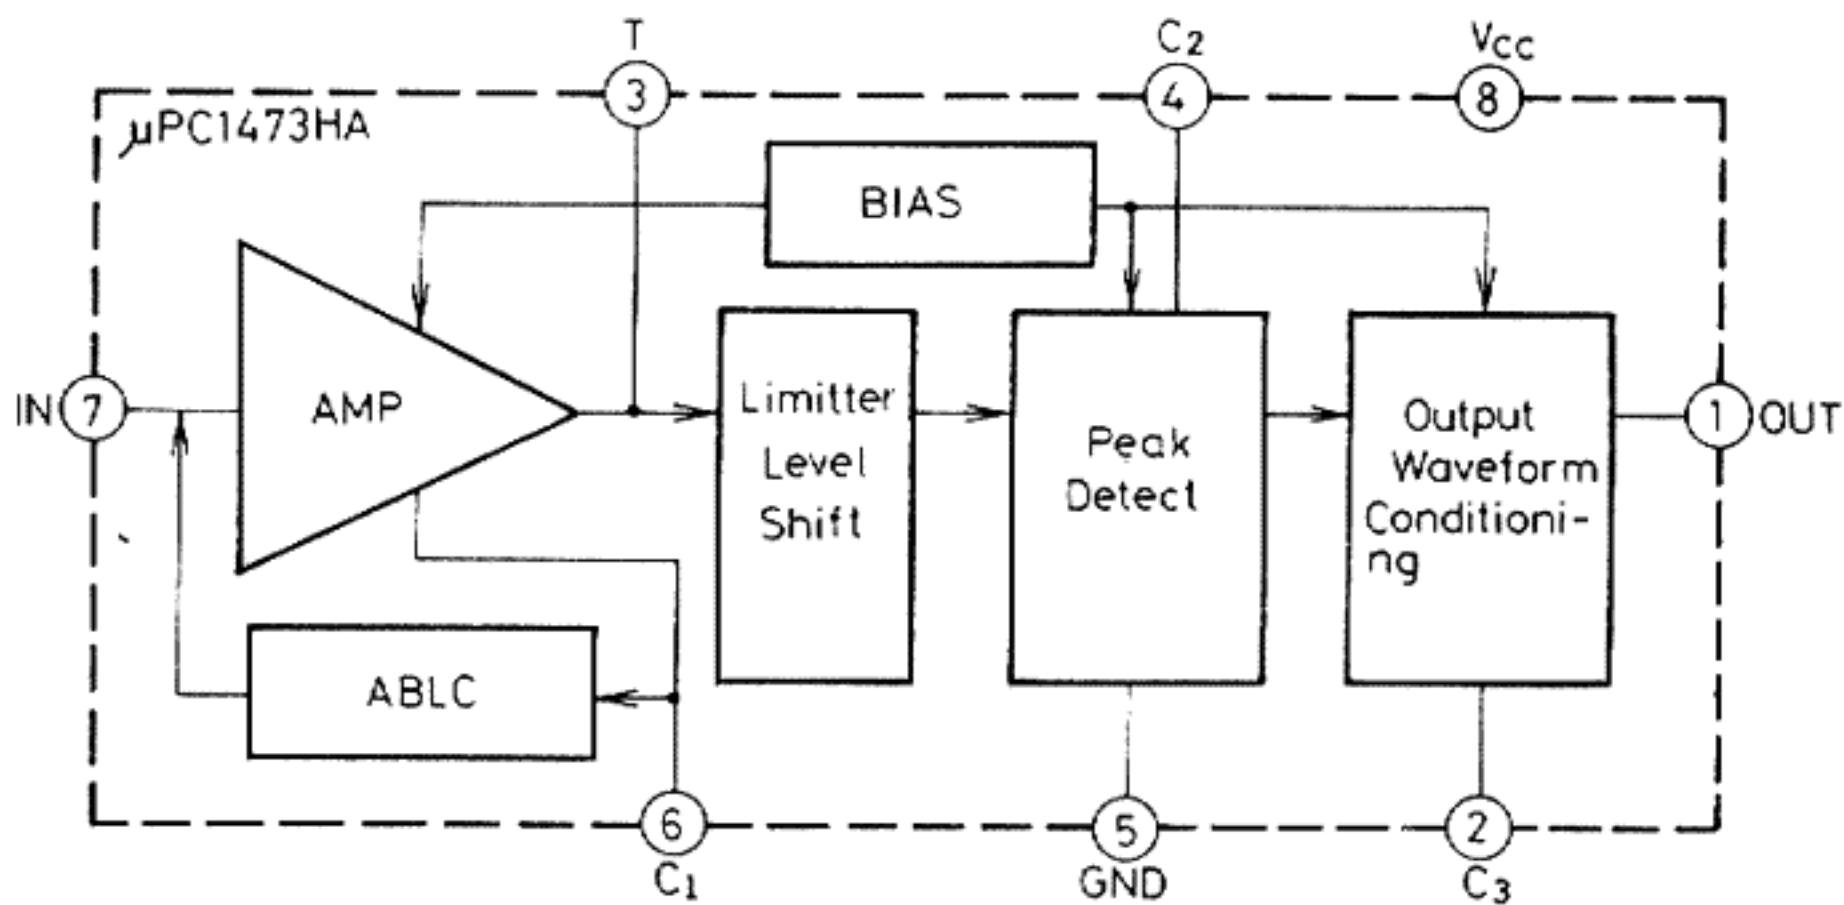 T
C2
VCC
3
4
8
μPC1473HA
BIAS
IN
7
AMP
Limitter
Level
Shift
Peak
Detect
Output
Waveform
Conditioni-
ng
1
OUT
ABLC
6
5
2
C1
GND
C3